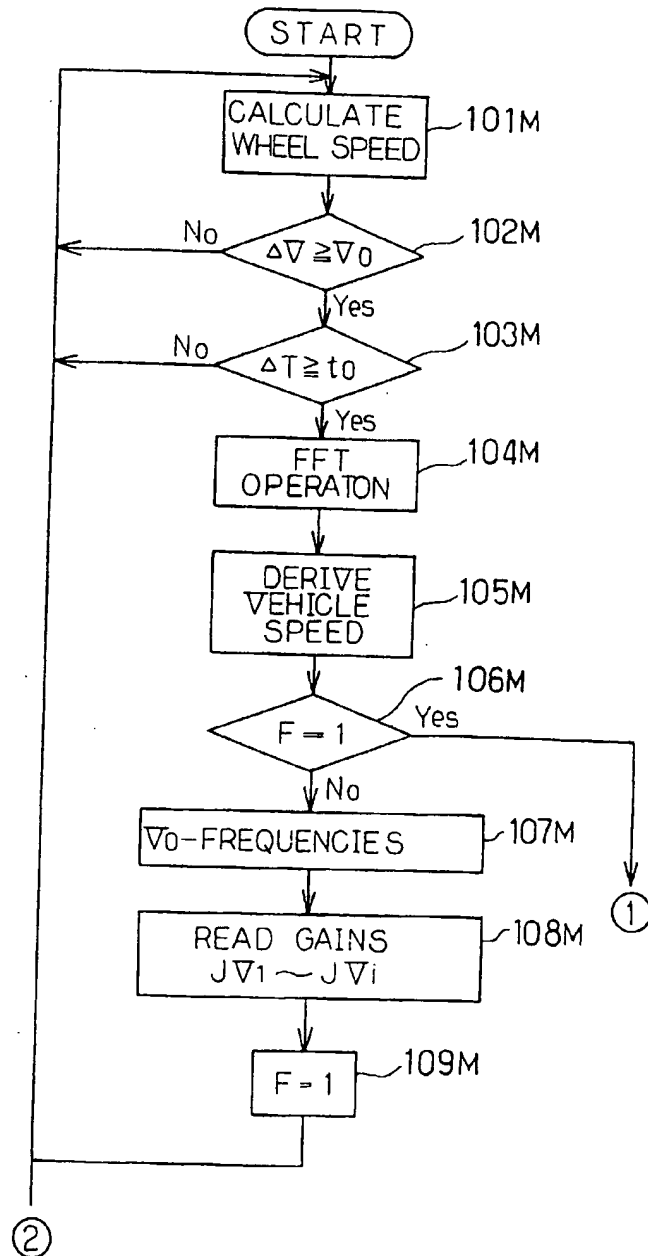 START
CALCULATE
WHEEL SPEED
101M
No
ΔV ≧ V0
102M
Yes
No
ΔT ≧ t0
103M
Yes
FFT
OPERATON
104M
DERIVE
VEHICLE
SPEED
105M
106M
F = 1
Yes
No
V0-FREQUENCIES
107M
1
READ GAINS
JV1 ~ JVi
108M
F = 1
109M
2